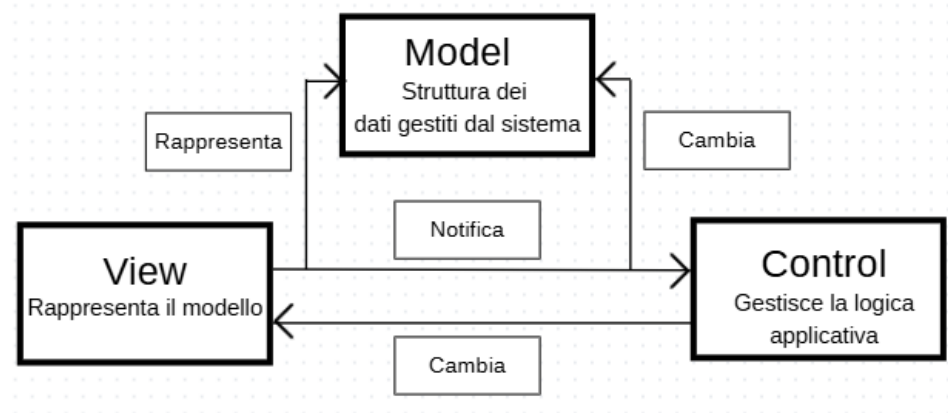 Model
Struttura dei
dati gestiti dal sistema
Rappresenta
Cambia
Notifica
View
Rappresenta il modello
Control
Gestisce la logica
applicativa
Cambia